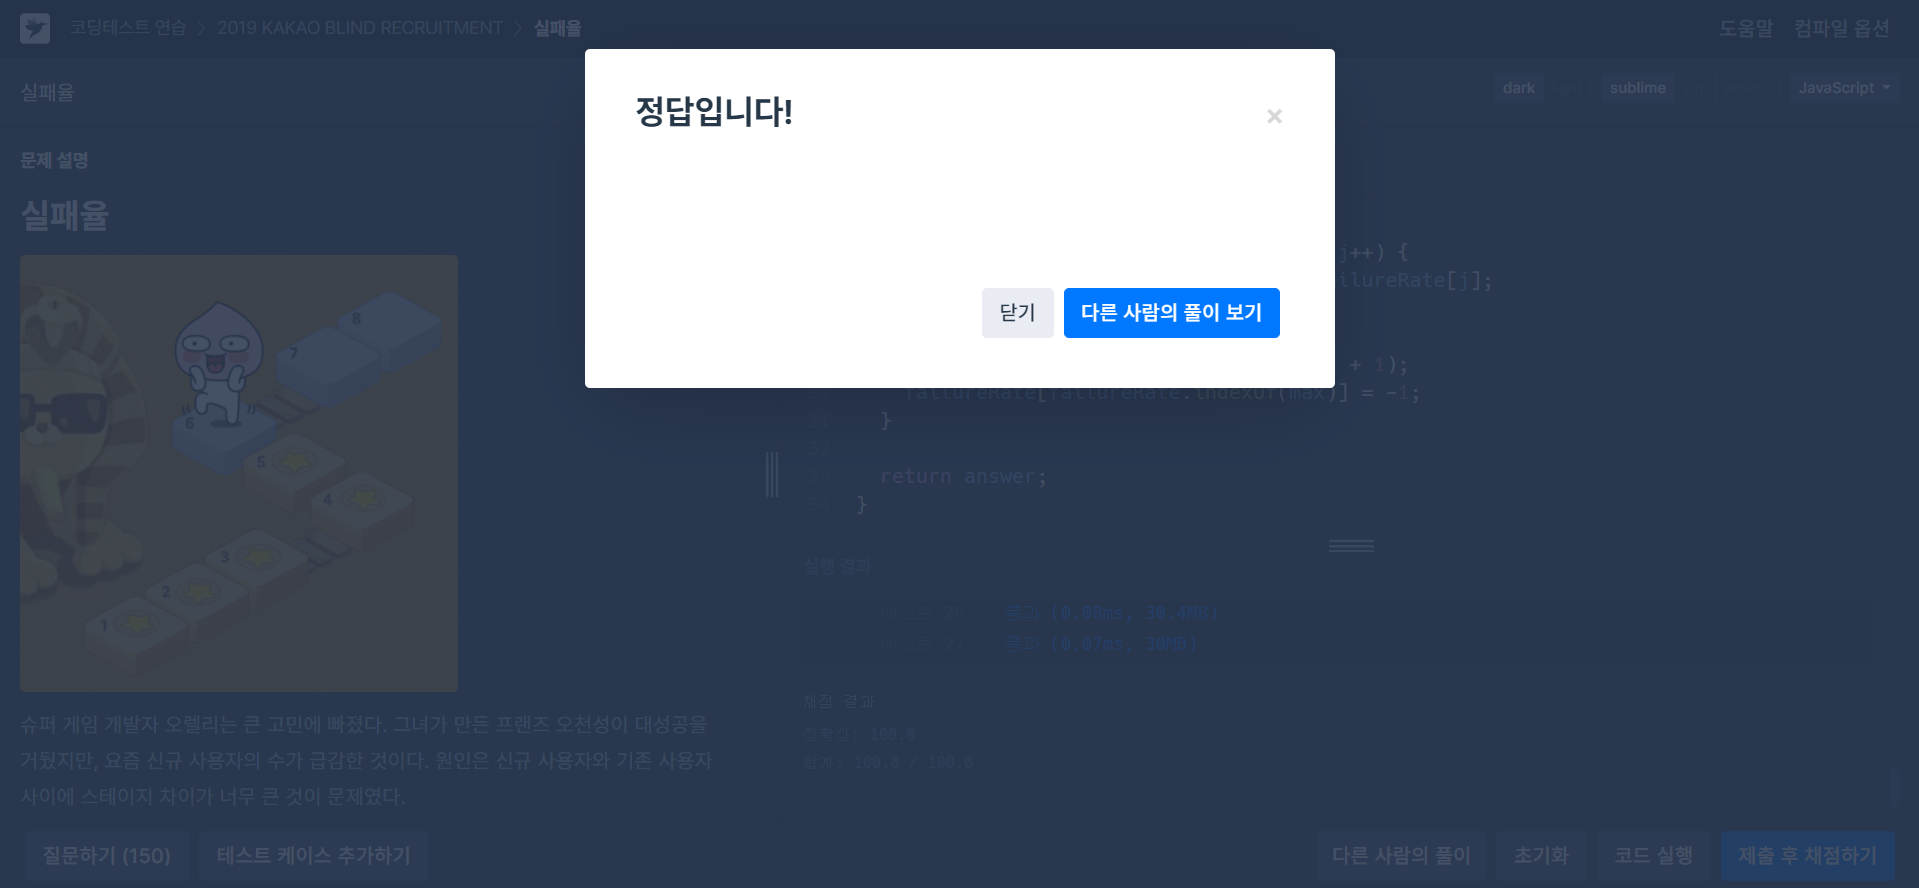 코딩테스트 연습 〉 2019 KAKAO BLIND RECRUITMENT 〉 실패율
도움말 컴파일 옵션
실패율
dark light sublime vim emacs JavaScript
정답입니다!
×
닫기 다른 사람의 풀이 보기
문제 설명
실패율
8
7
6
5
4
3
2
1
슈퍼 게임 개발자 오렐리는 큰 고민에 빠졌다. 그녀가 만든 프랜즈 오천성이 대성공을
거뒀지만, 요즘 신규 사용자의 수가 급감한 것이다. 원인은 신규 사용자와 기존 사용자
사이에 스테이지 차이가 너무 큰 것이 문제였다.
j++) {
ilureRate[j];
+ 1);
30 failureRate[failureRate.indexOf(max)] = -1;
31 }
32
33 return answer;
34 }
실행 결과
테스트 26 통과 (0.08ms, 30.4MB)
테스트 27 통과 (0.07ms, 30MB)
채점 결과
정확성: 100.0
합계: 100.0 / 100.0
질문하기 (150) 테스트 케이스 추가하기
다른 사람의 풀이 초기화 코드 실행 제출 후 채점하기